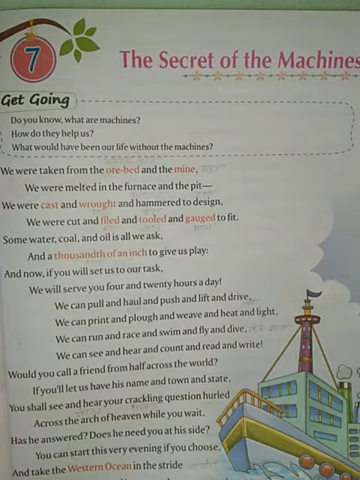 7
The Secret of the Machines
Get Going
Do you know, what are machines?
How do they help us?
What would have been our life without the machines?
We were taken from the ore-bed and the mine,
We were melted in the furnace and the pit—
We were cast and wrought and hammered to design,
We were cut and filed and tooled and gauged to fit.
Some water, coal, and oil is all we ask,
And a thousandth of an inch to give us play:
And now, if you will set us to our task,
We will serve you four and twenty hours a day!
We can pull and haul and push and lift and drive,
We can print and plough and weave and heat and light,
We can run and race and swim and fly and dive,
We can see and hear and count and read and write!
Would you call a friend from half across the world?
If you'll let us have his name and town and state,
You shall see and hear your crackling question hurled
Across the arch of heaven while you wait.
Has he answered? Does he need you at his side?
You can start this very evening if you choose,
And take the Western Ocean in the stride